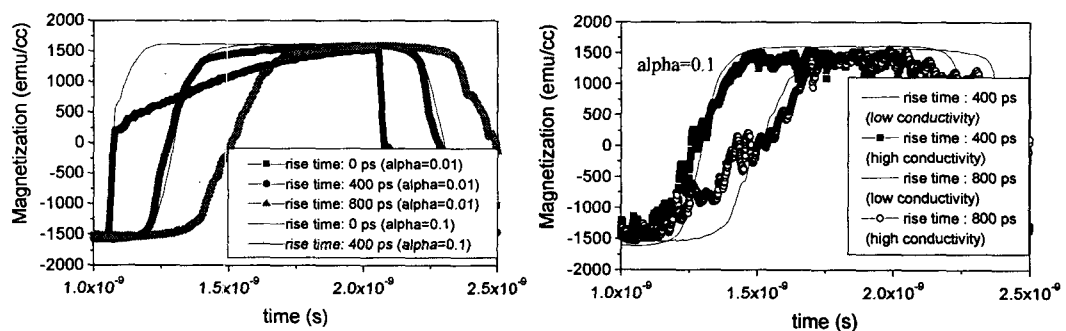 2000
1500
1000
500
0
-500
-1000
-1500
-2000
Magnetization (emu/cc)
rise time: 0 ps (alpha=0.01)
rise time: 400 ps (alpha=0.01)
rise time: 800 ps (alpha=0.01)
rise time: 0 ps (alpha=0.1)
rise time: 400 ps (alpha=0.1)
1.0x10⁻⁹ 1.5x10⁻⁹ 2.0x10⁻⁹ 2.5x10⁻⁹
time (s)
2000
1500
1000
500
0
-500
-1000
-1500
-2000
Magnetization (emu/cc)
alpha=0.1
rise time : 400 ps
(low conductivity)
rise time : 400 ps
(high conductivity)
rise time : 800 ps
(low conductivity)
rise time : 800 ps
(high conductivity)
1.0x10⁻⁹ 1.5x10⁻⁹ 2.0x10⁻⁹ 2.5x10⁻⁹
time (s)